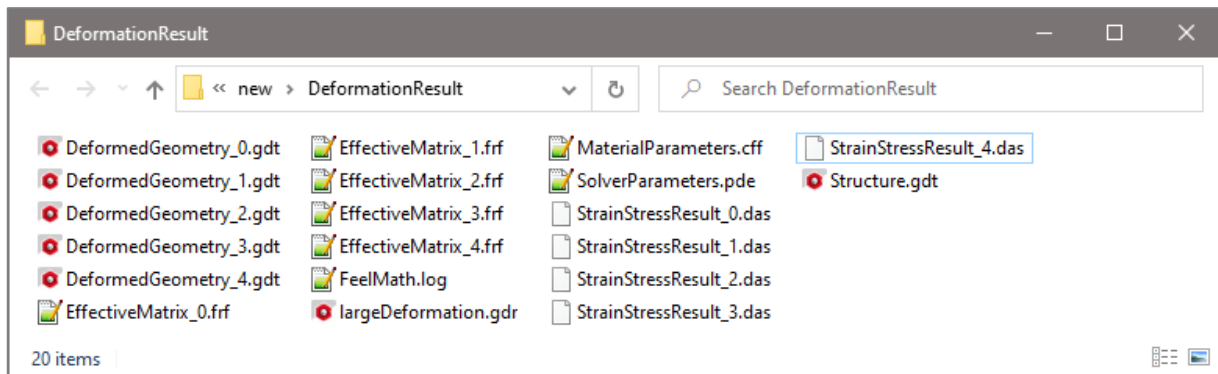 DeformationResult
« new › DeformationResult
Search DeformationResult
DeformedGeometry_0.gdt
DeformedGeometry_1.gdt
DeformedGeometry_2.gdt
DeformedGeometry_3.gdt
DeformedGeometry_4.gdt
EffectiveMatrix_0.frf
EffectiveMatrix_1.frf
EffectiveMatrix_2.frf
EffectiveMatrix_3.frf
EffectiveMatrix_4.frf
FeelMath.log
largeDeformation.gdr
MaterialParameters.cff
SolverParameters.pde
StrainStressResult_0.das
StrainStressResult_1.das
StrainStressResult_2.das
StrainStressResult_3.das
StrainStressResult_4.das
Structure.gdt
20 items